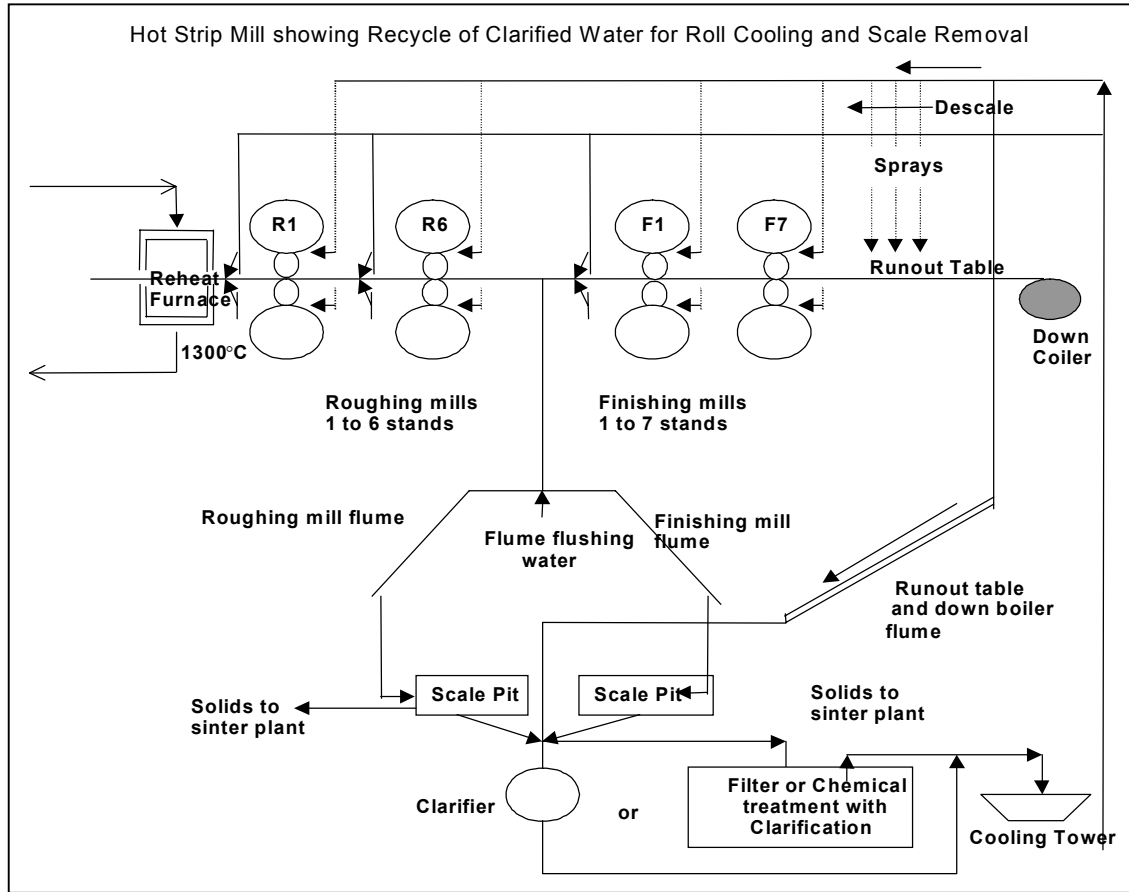 Hot Strip Mill showing Recycle of Clarified Water for Roll Cooling and Scale Removal
Descale
Sprays
R1
R6
F1
F7
Reheat
Furnace
Runout Table
1300°C
Down
Coiler
Roughing mills
1 to 6 stands
Finishing mills
1 to 7 stands
Roughing mill flume
Flume flushing
water
Finishing mill
flume
Runout table
and down boiler
flume
Scale Pit
Scale Pit
Solids to
sinter plant
Solids to
sinter plant
Clarifier
or
Filter or Chemical
treatment with
Clarification
Cooling Tower